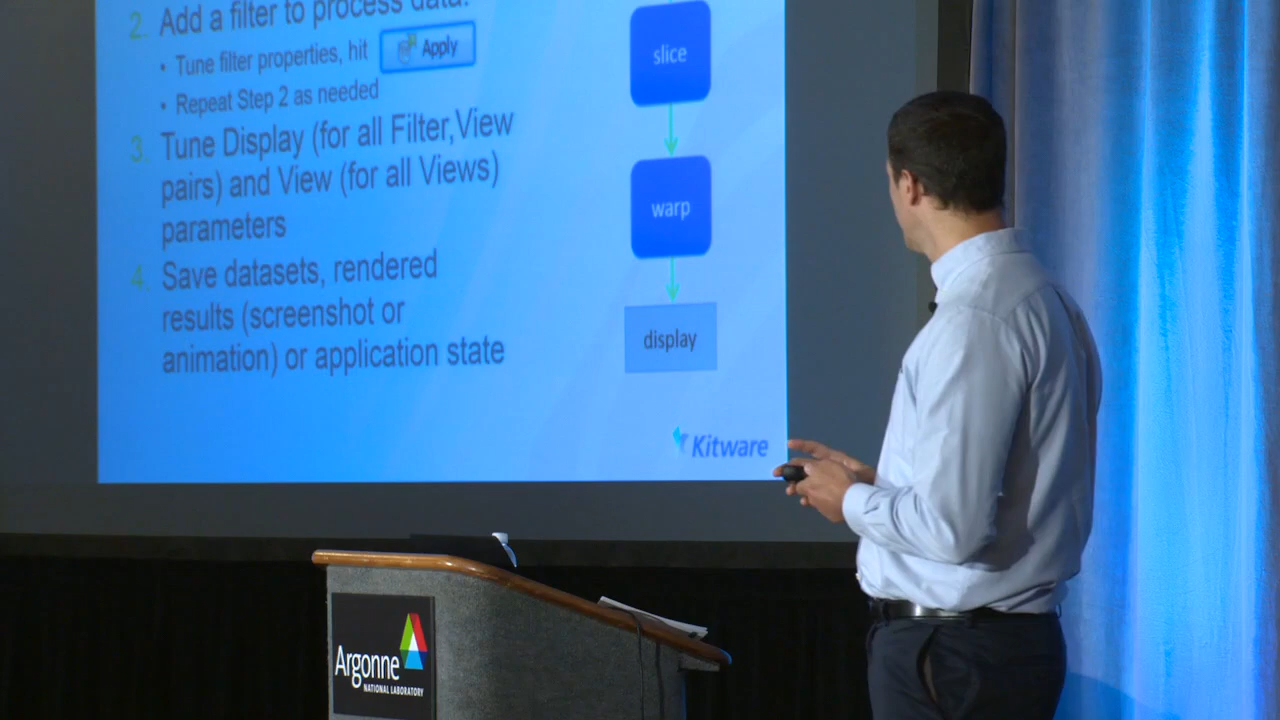 2. Add a filter to process data.
• Tune filter properties, hit Apply
• Repeat Step 2 as needed
3. Tune Display (for all Filter,View
pairs) and View (for all Views)
parameters
4. Save datasets, rendered
results (screenshot or
animation) or application state
slice
warp
display
Kitware
Argonne
NATIONAL LABORATORY